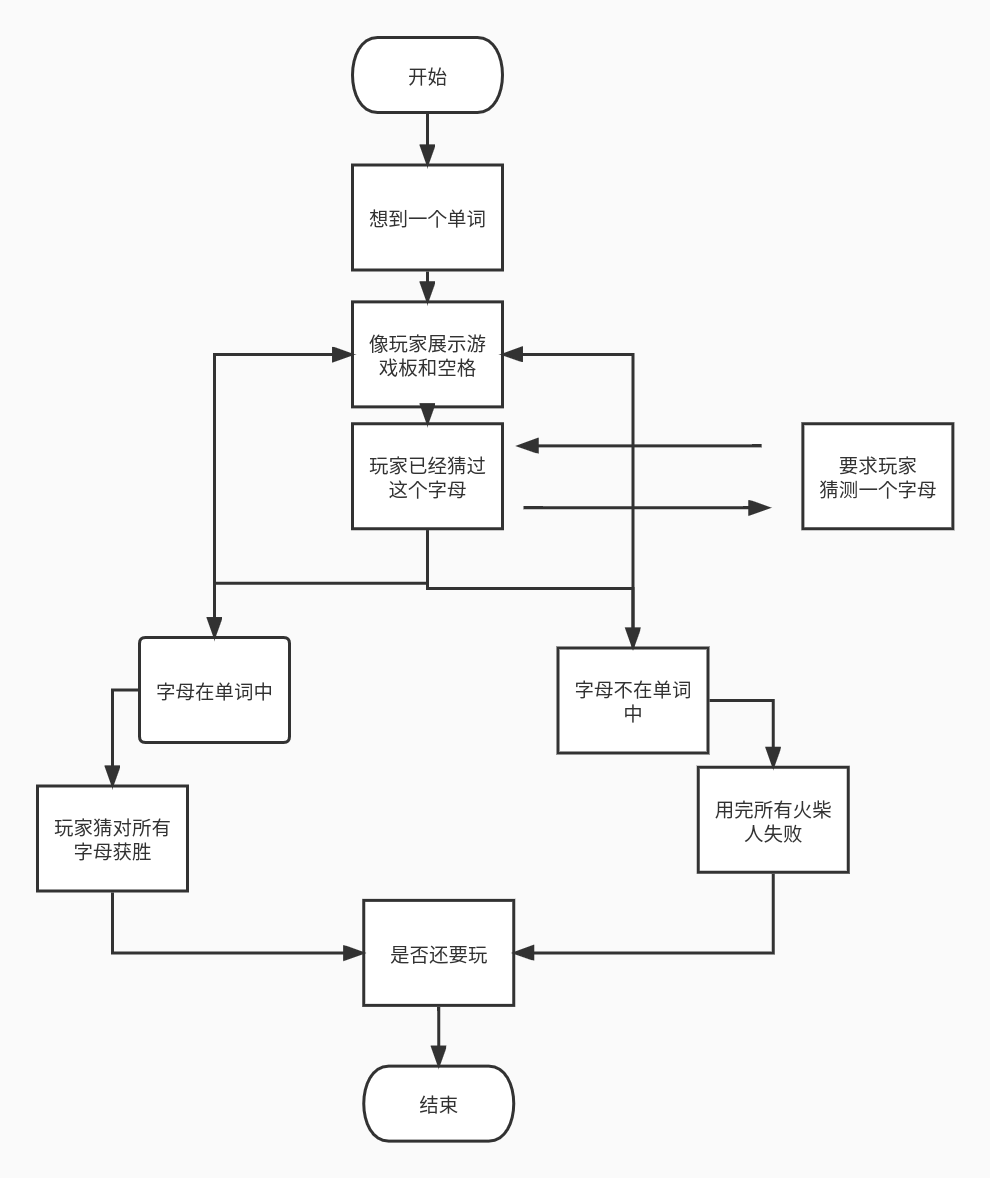 开始
想到一个单词
像玩家展示游
戏板和空格
玩家已经猜过
这个字母
要求玩家
猜测一个字母
字母在单词中
字母不在单词
中
玩家猜对所有
字母获胜
用完所有火柴
人失败
是否还要玩
结束